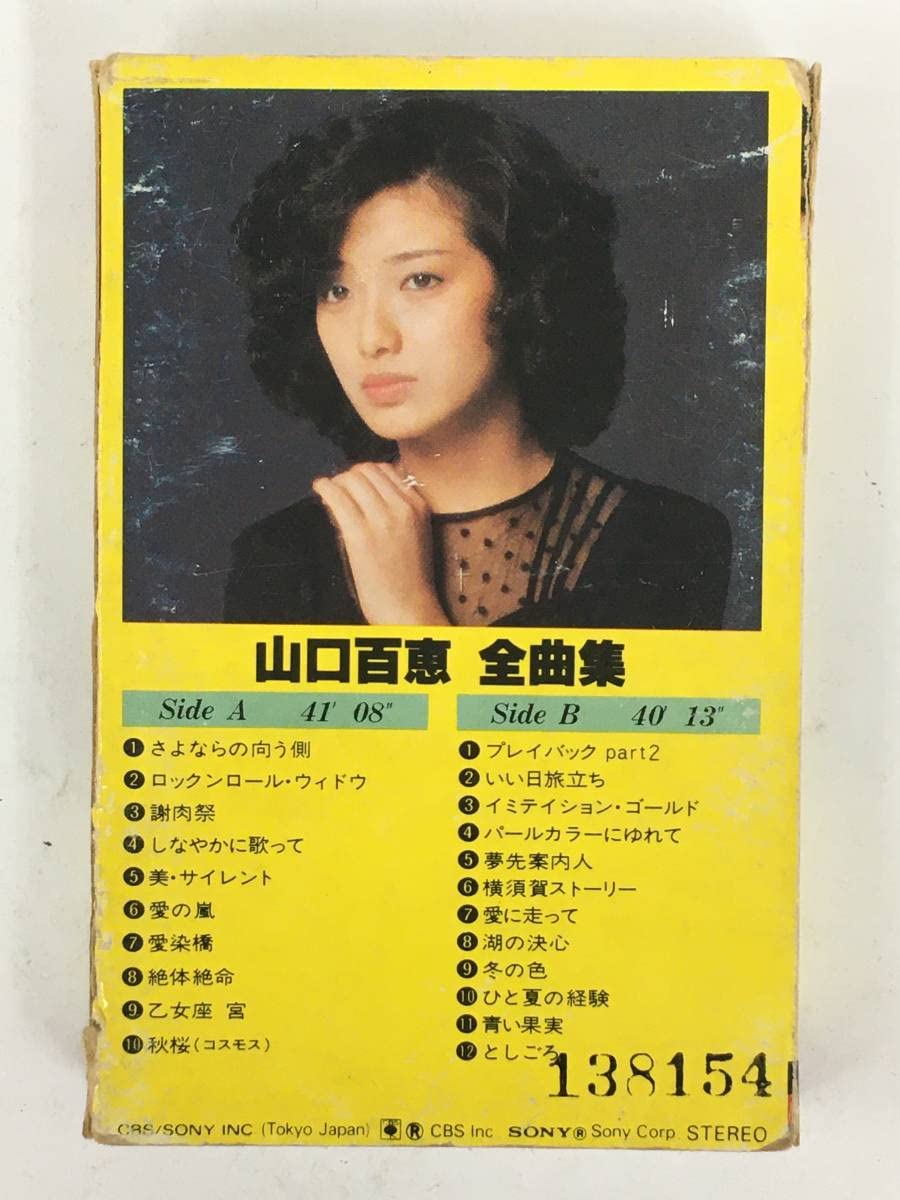 山口百恵 全曲集
Side A 41' 08"
❶さよならの向う側
❷ロックンロール・ウィドウ
❸謝肉祭
❹しなやかに歌って
❺美・サイレント
❻愛の嵐
❼愛染橋
❽絶体絶命
❾乙女座 宮
❿秋桜(コスモス)
Side B 40' 13"
❶プレイバック part2
❷いい日旅立ち
❸イミテイション・ゴールド
❹パールカラーにゆれて
❺夢先案内人
❻横須賀ストーリー
❼愛に走って
❽湖の決心
❾冬の色
❿ひと夏の経験
⓫青い果実
⓬としごろ
138154
CBS/SONY INC (Tokyo Japan) ® CBS Inc SONY® Sony Corp. STEREO